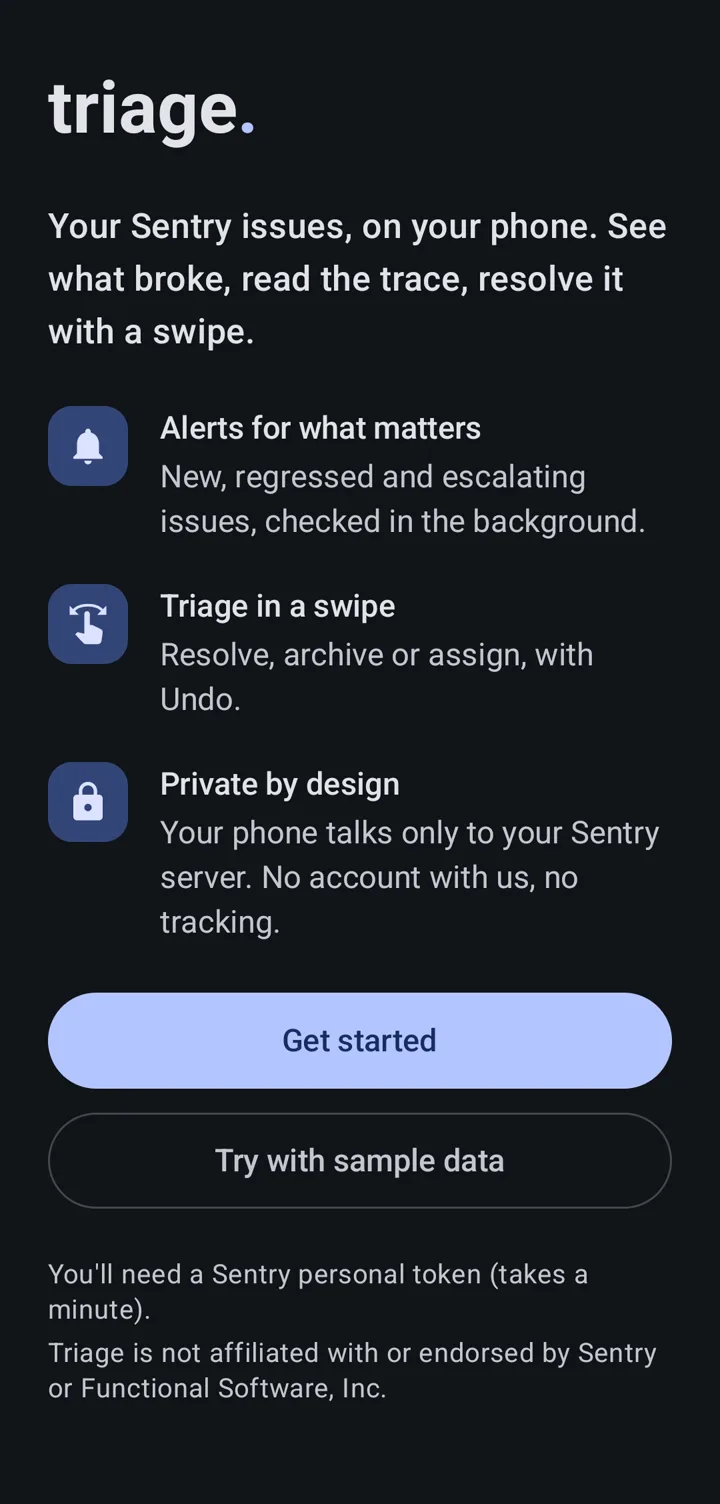 triage.
Your Sentry issues, on your phone. See
what broke, read the trace, resolve it
with a swipe.
Alerts for what matters
New, regressed and escalating
issues, checked in the background.
Triage in a swipe
Resolve, archive or assign, with
Undo.
Private by design
Your phone talks only to your Sentry
server. No account with us, no
tracking.
Get started
Try with sample data
You'll need a Sentry personal token (takes a
minute).
Triage is not affiliated with or endorsed by Sentry
or Functional Software, Inc.